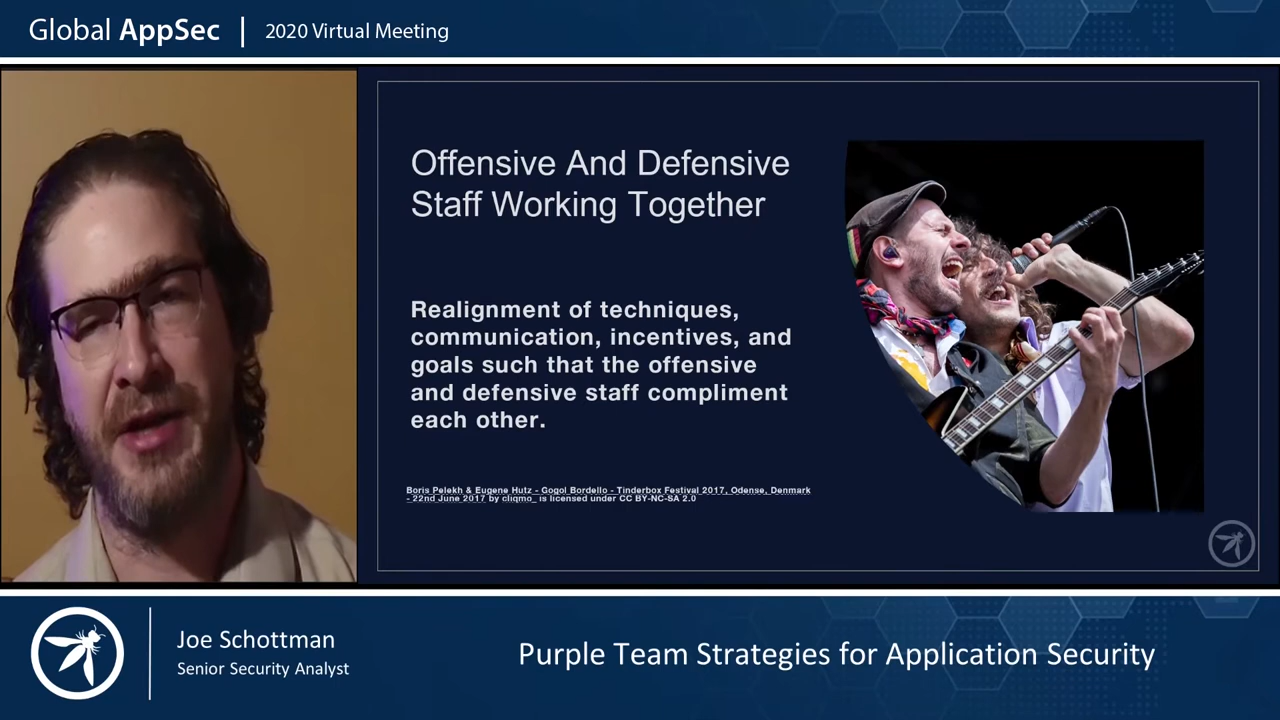 Global AppSec | 2020 Virtual Meeting
Offensive And Defensive
Staff Working Together
Realignment of techniques,
communication, incentives, and
goals such that the offensive
and defensive staff compliment
each other.
Boris Pelekh & Eugene Hutz - Gogol Bordello - Tinderbox Festival 2017, Odense, Denmark
- 22nd June 2017 by cliqmo_ is licensed under CC BY-NC-SA 2.0
Joe Schottman
Senior Security Analyst
Purple Team Strategies for Application Security